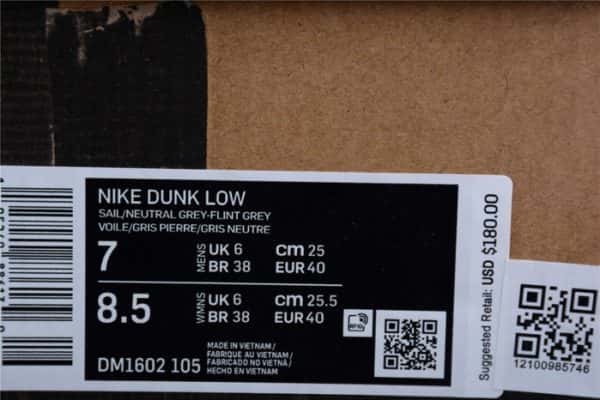 NIKE DUNK LOW
SAIL/NEUTRAL GREY-FLINT GREY
VOILE/GRIS PIERRE/GRIS NEUTRE
7 MENS UK 6 cm 25
BR 38 EUR 40
8.5 WMNS UK 6 cm 25.5
BR 38 EUR 40
DM1602 105
MADE IN VIETNAM/
FABRIQUE AU VIETNAM/
FABRICADO NO VIETNÃ/
HECHO EN VIETNAM
Suggested Retail: USD $180.00
12100985746